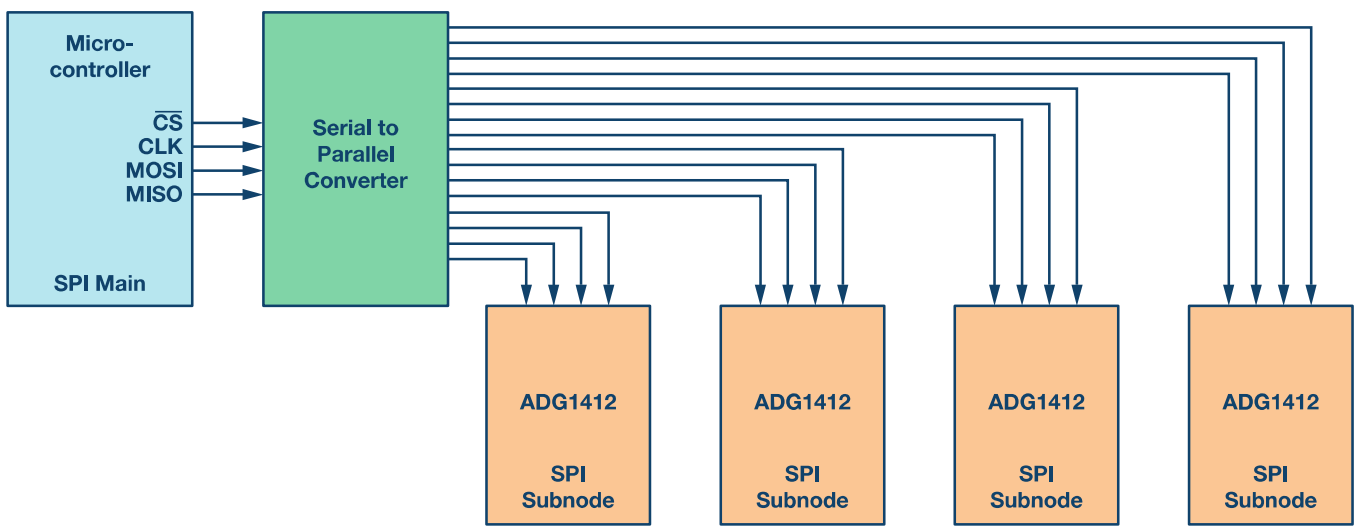 Micro-
controller
C̅S̅
CLK
MOSI
MISO
SPI Main
Serial to
Parallel
Converter
ADG1412
SPI
Subnode
ADG1412
SPI
Subnode
ADG1412
SPI
Subnode
ADG1412
SPI
Subnode